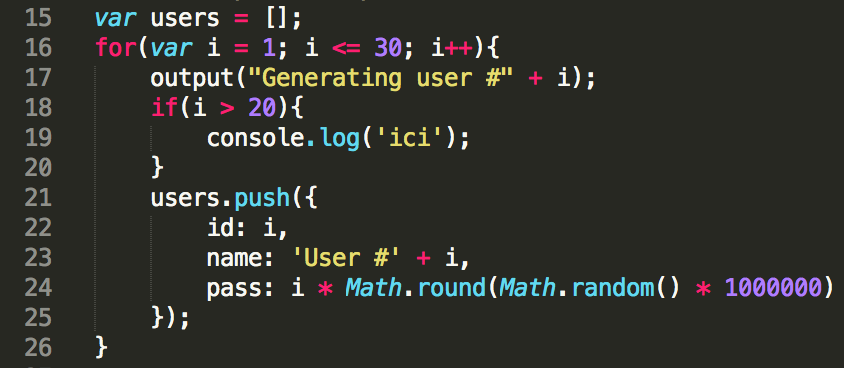 15 var users = [];
16 for(var i = 1; i <= 30; i++){
17 output("Generating user #" + i);
18 if(i > 20){
19 console.log('ici');
20 }
21 users.push({
22 id: i,
23 name: 'User #' + i,
24 pass: i * Math.round(Math.random() * 1000000)
25 });
26 }